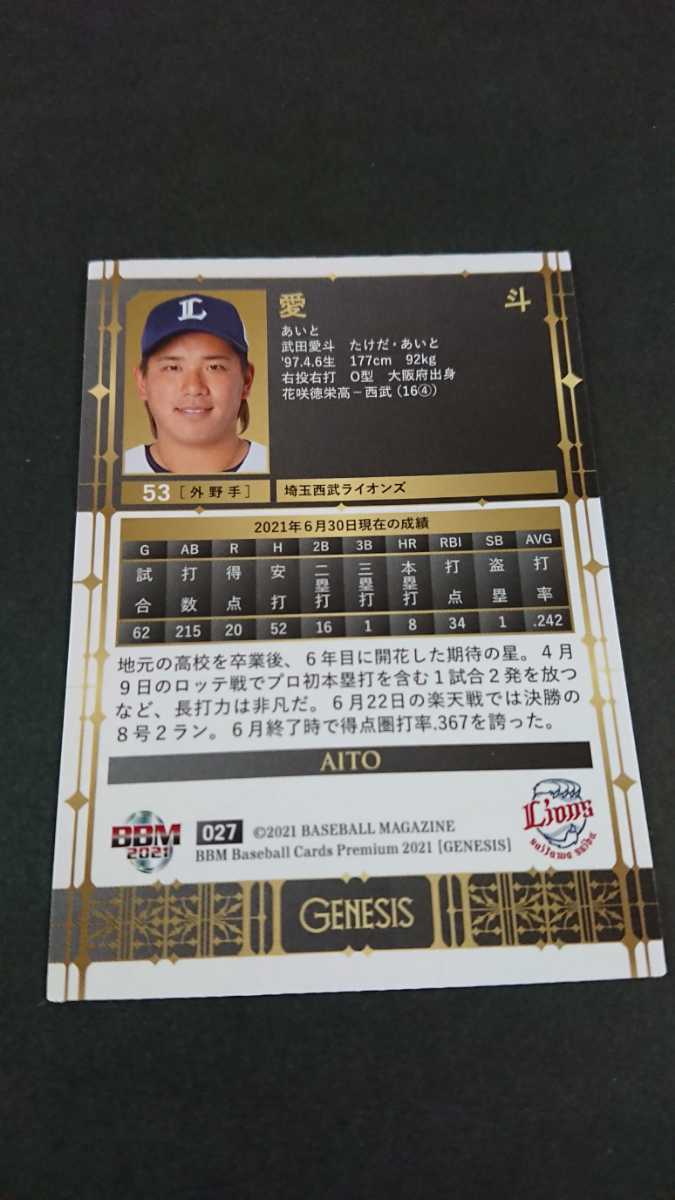 L
愛 斗
あいと
武田愛斗 たけだ・あいと
'97.4.6生 177cm 92kg
右投右打 O型 大阪府出身
花咲徳栄高－西武（16④）
53 [外野手] 埼玉西武ライオンズ
2021年6月30日現在の成績
G AB R H 2B 3B HR RBI SB AVG
試合 打数 得点 安打 二塁打 三塁打 本塁打 打点 盗塁 打率
62 215 20 52 16 1 8 34 1 .242
地元の高校を卒業後、6年目に開花した期待の星。4月
9日のロッテ戦でプロ初本塁打を含む1試合2発を放つ
など、長打力は非凡だ。6月22日の楽天戦では決勝の
8号2ラン。6月終了時で得点圏打率.367を誇った。
AITO
BBM
2021
027 ©2021 BASEBALL MAGAZINE
BBM Baseball Cards Premium 2021 [GENESIS]
Lions
saitama seibu
GENESIS